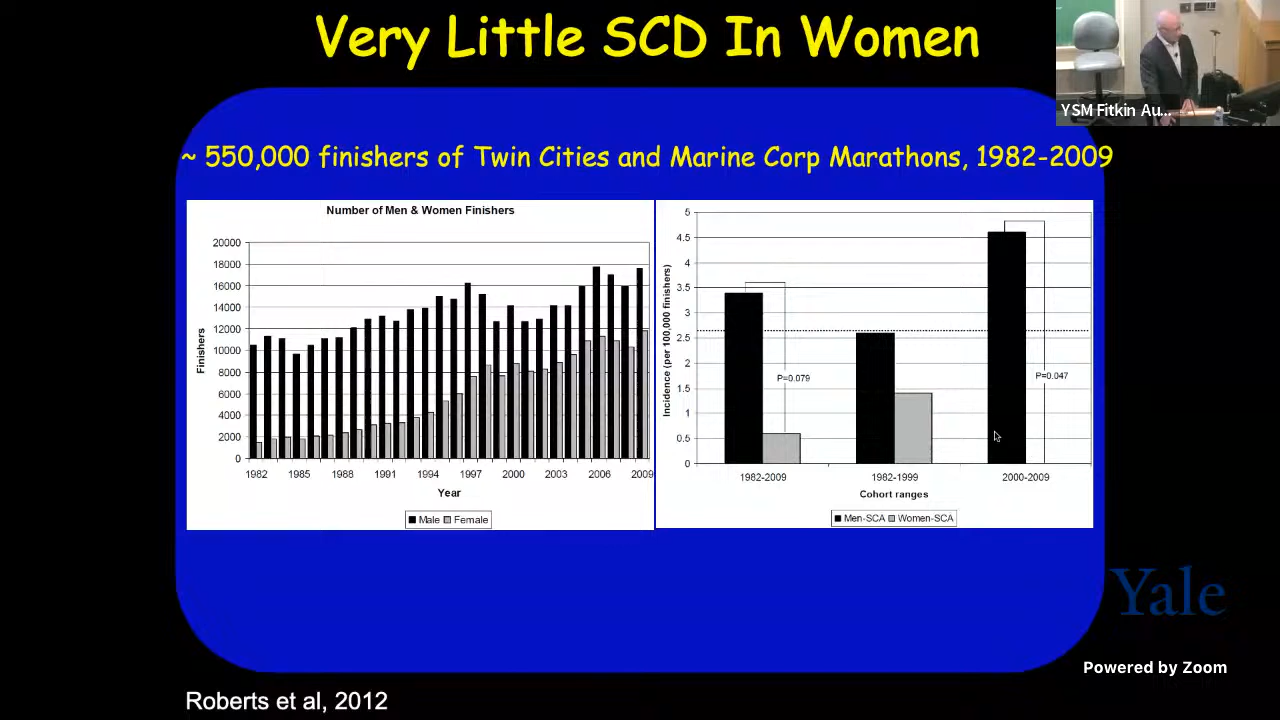 Very Little SCD In Women
YSM Fitkin Au...
~ 550,000 finishers of Twin Cities and Marine Corp Marathons, 1982-2009
Number of Men & Women Finishers
20000
18000
16000
14000
12000
10000
8000
6000
4000
2000
0
Finishers
1982 1985 1988 1991 1994 1997 2000 2003 2006 2009
Year
Male Female
5
4.5
4
3.5
3
2.5
2
1.5
1
0.5
0
Incidence (per 100,000 finishers)
P=0.079
P=0.047
1982-2009 1982-1999 2000-2009
Cohort ranges
Men-SCA Women-SCA
Yale
Powered by Zoom
Roberts et al, 2012